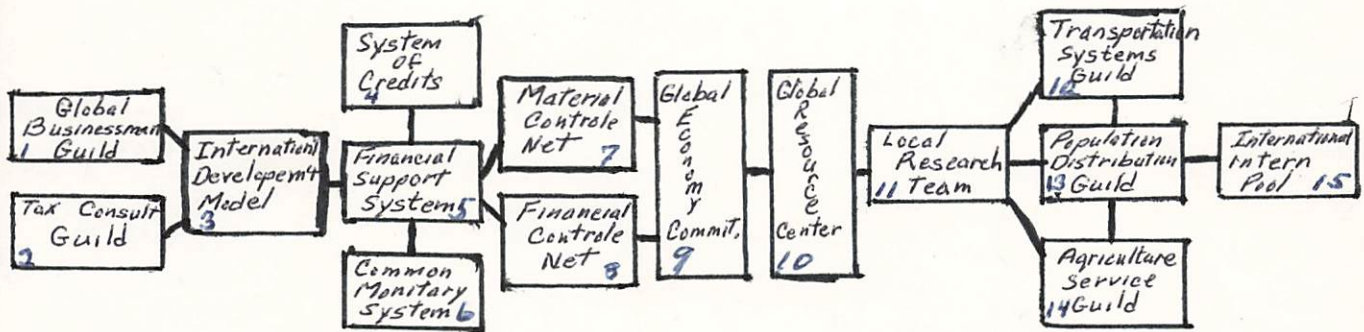 Global
Businessman
1 Guild
Tax Consult
Guild
2
International
Developem't
Model
3
System
of
Credits
4
Financial
Support
System 5
Common
Monitary
System 6
Material
Controle
Net 7
Financial
Controle
Net 8
Global
Economy
Commit.
9
Global
Resource
Center
10
Local
Research
11 Team
Transportation
Systems
Guild
12
Population
Distribution
13 Guild
Agriculture
Service
14 Guild
International
Intern
Pool 15